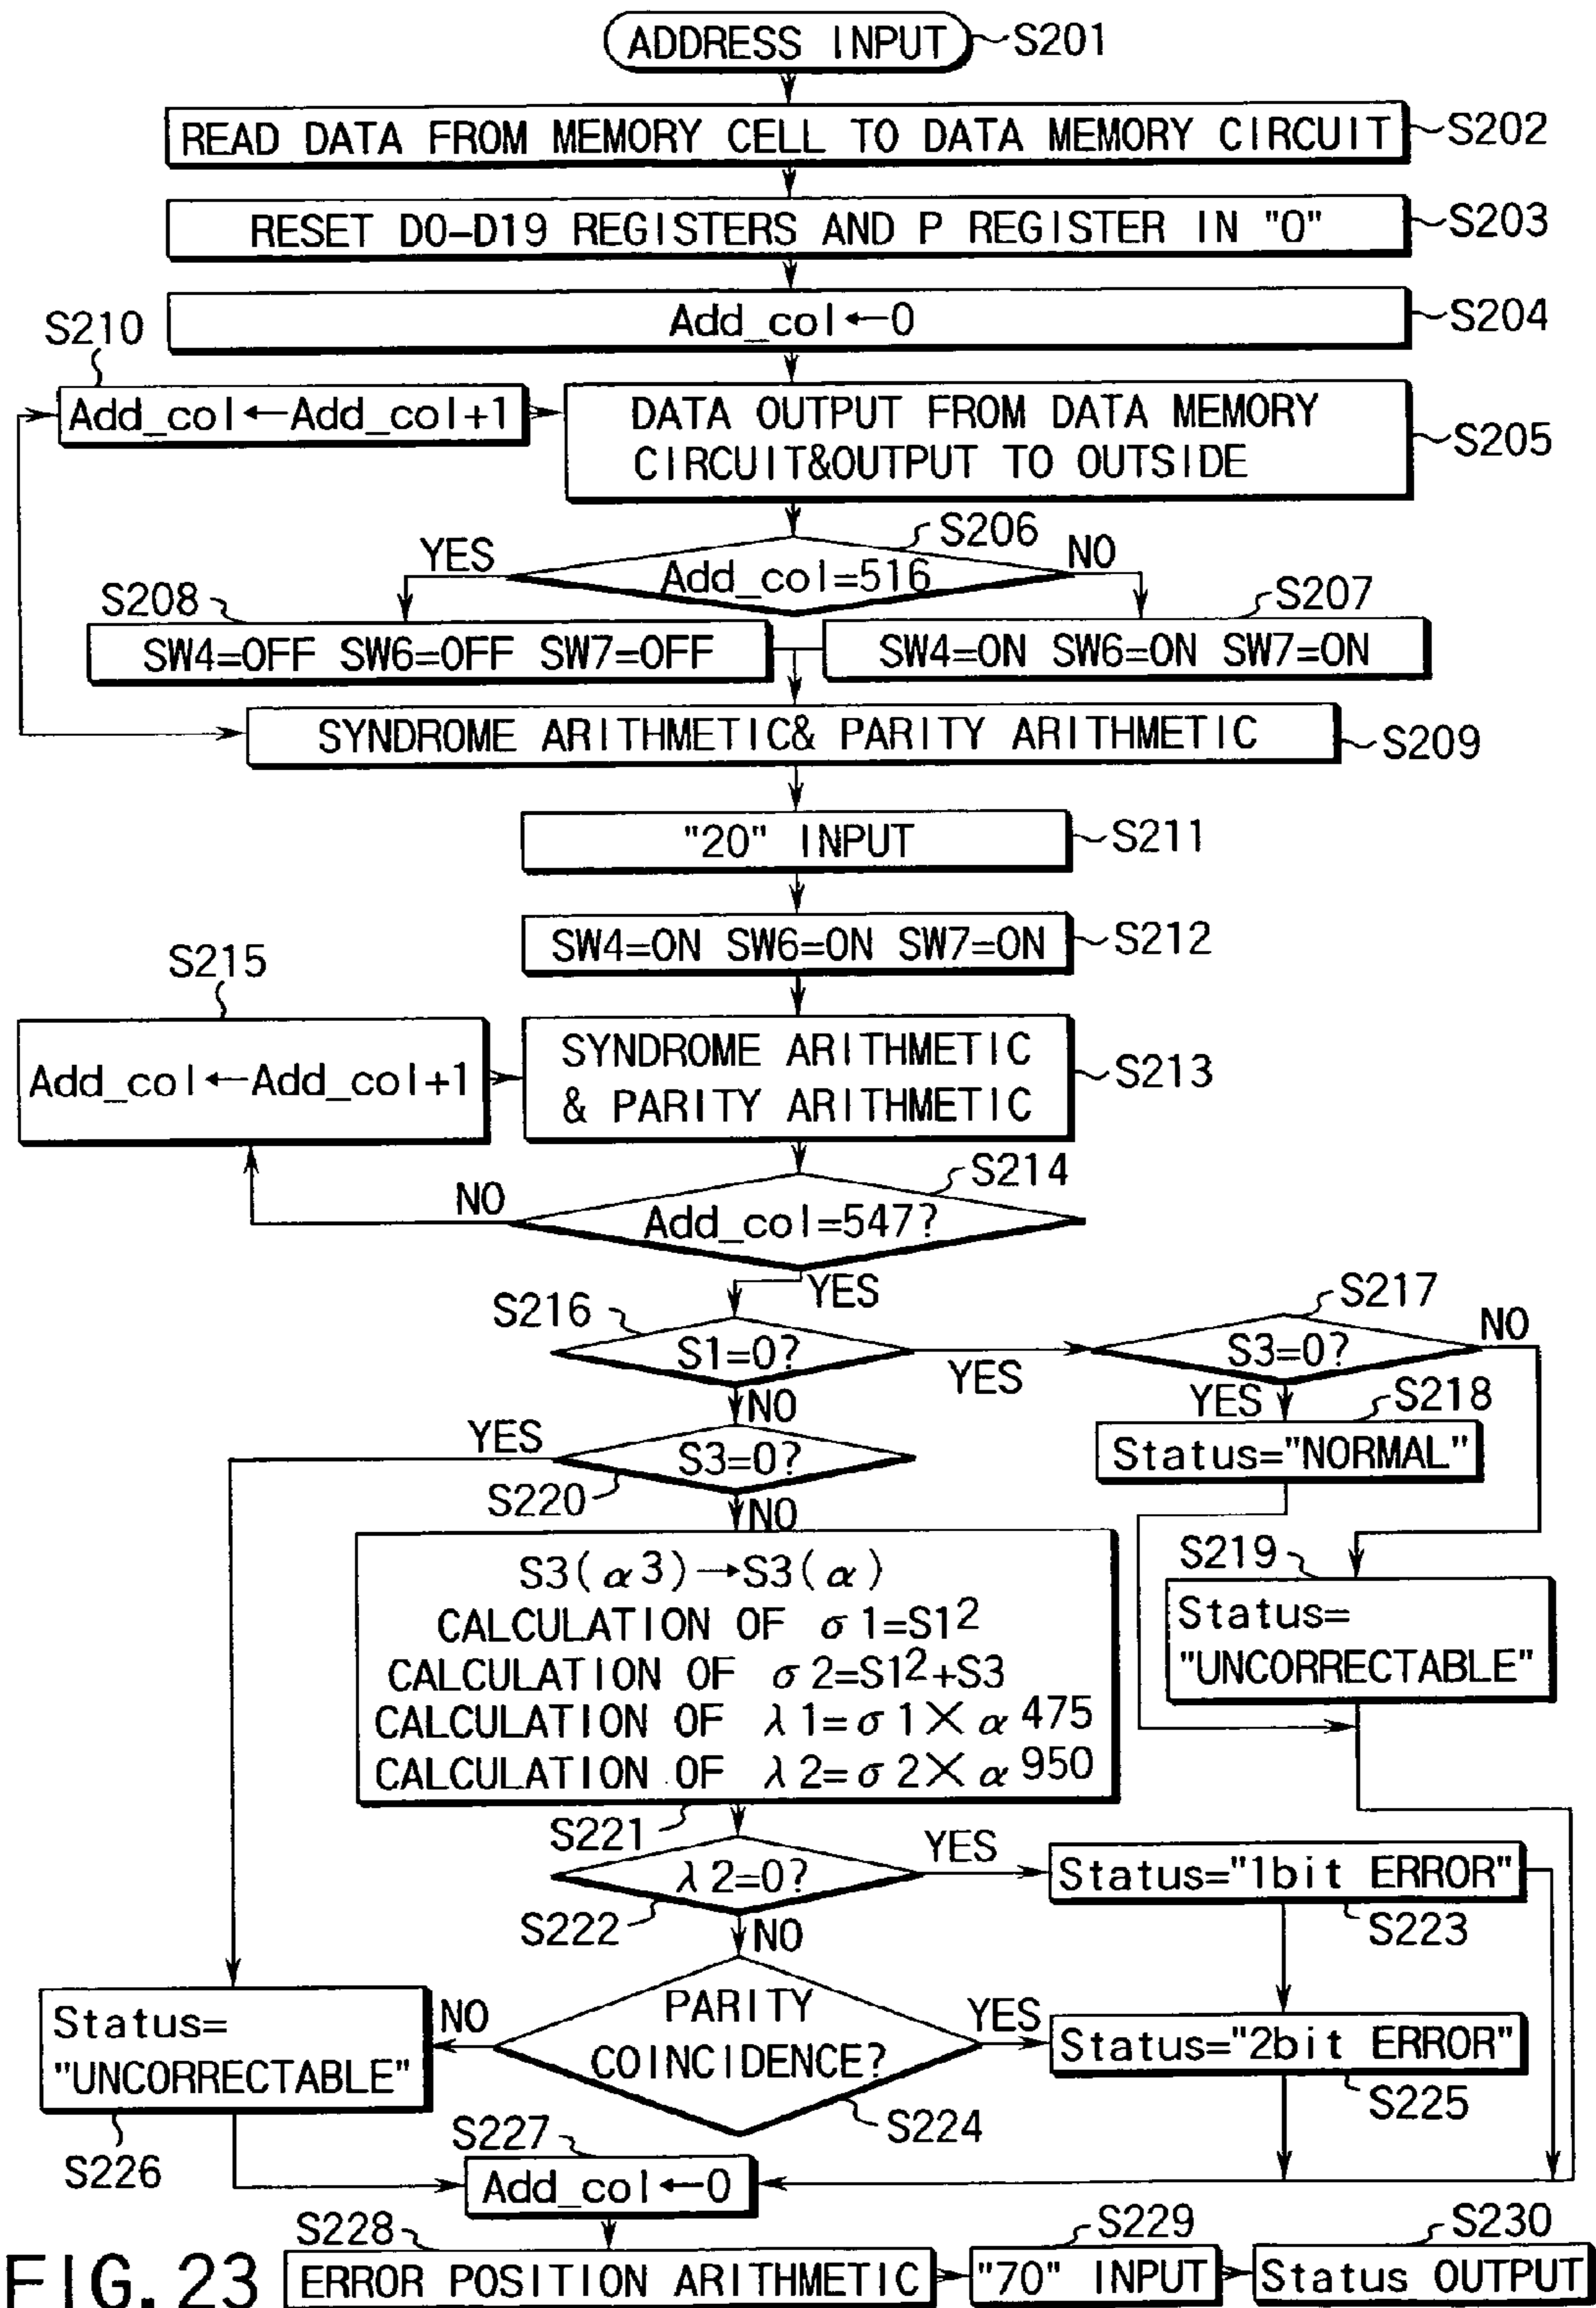 ADDRESS INPUT S201
READ DATA FROM MEMORY CELL TO DATA MEMORY CIRCUIT S202
RESET D0-D19 REGISTERS AND P REGISTER IN "0" S203
Add_col←0 S204
S210
Add_col←Add_col+1
DATA OUTPUT FROM DATA MEMORY
CIRCUIT&OUTPUT TO OUTSIDE
S205
S206
YES
Add_col=516
NO
S208
SW4=OFF SW6=OFF SW7=OFF
S207
SW4=ON SW6=ON SW7=ON
SYNDROME ARITHMETIC& PARITY ARITHMETIC S209
"20" INPUT S211
SW4=ON SW6=ON SW7=ON S212
S215
Add_col←Add_col+1
SYNDROME ARITHMETIC
& PARITY ARITHMETIC
S213
S214
NO
Add_col=547?
YES
S216
S1=0?
YES
NO
S217
S3=0?
NO
YES
S218
Status="NORMAL"
YES
S3=0?
S220
NO
S219
Status=
"UNCORRECTABLE"
S3(α3)→S3(α)
CALCULATION OF σ1=S1²
CALCULATION OF σ2=S1²+S3
CALCULATION OF λ1=σ1×α475
CALCULATION OF λ2=σ2×α950
S221
λ2=0?
YES
S222
NO
Status="1bit ERROR"
S223
PARITY
COINCIDENCE?
NO
YES
S224
Status="2bit ERROR"
S225
Status=
"UNCORRECTABLE"
S226
S227
Add_col←0
S228
ERROR POSITION ARITHMETIC
S229
"70" INPUT
S230
Status OUTPUT
FIG.23